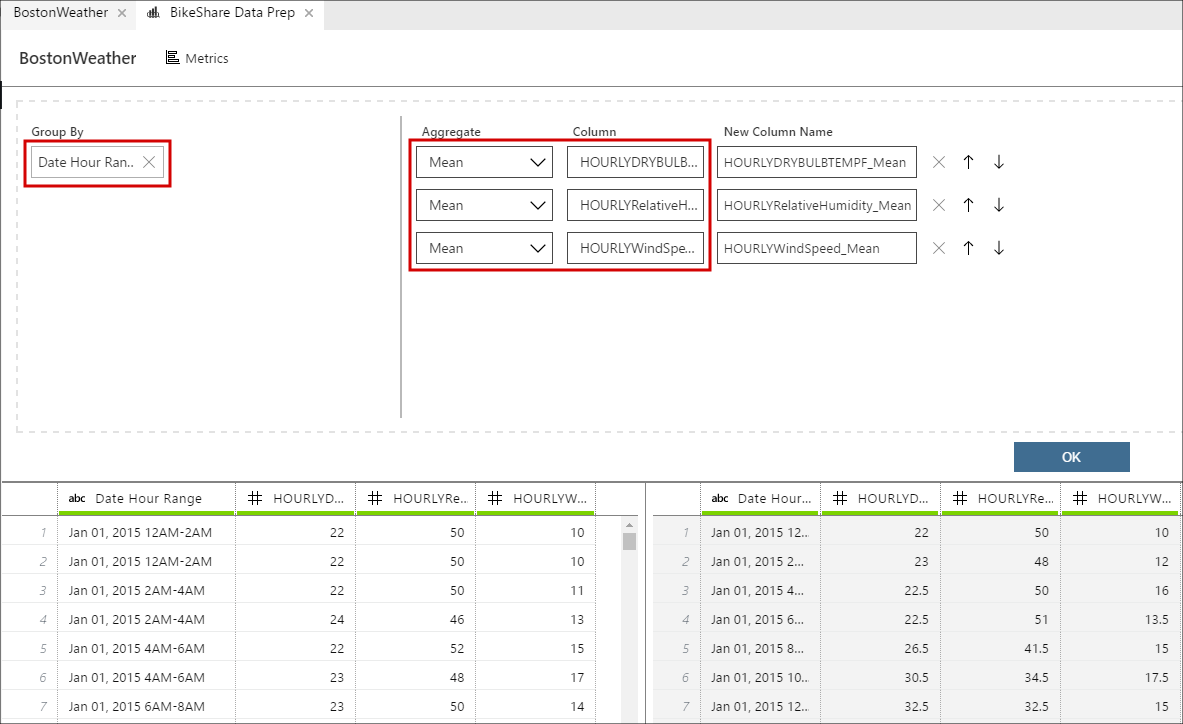 BostonWeather BikeShare Data Prep
BostonWeather Metrics
Group By Aggregate Column New Column Name
Date Hour Ran.. Mean HOURLYDRYBULB... HOURLYDRYBULBTEMPF_Mean
Mean HOURLYRelativeH... HOURLYRelativeHumidity_Mean
Mean HOURLYWindSpe... HOURLYWindSpeed_Mean
OK
abc Date Hour Range # HOURLYD... # HOURLYRe... # HOURLYW... abc Date Hour... # HOURLYD... # HOURLYRe... # HOURLYW...
1 Jan 01, 2015 12AM-2AM 22 50 10 1 Jan 01, 2015 12... 22 50 10
2 Jan 01, 2015 12AM-2AM 22 50 10 2 Jan 01, 2015 2... 23 48 12
3 Jan 01, 2015 2AM-4AM 22 50 11 3 Jan 01, 2015 4... 22.5 50 16
4 Jan 01, 2015 2AM-4AM 24 46 13 4 Jan 01, 2015 6... 22.5 51 13.5
5 Jan 01, 2015 4AM-6AM 22 52 15 5 Jan 01, 2015 8... 26.5 41.5 15
6 Jan 01, 2015 4AM-6AM 23 48 17 6 Jan 01, 2015 10... 30.5 34.5 17.5
7 Jan 01, 2015 6AM-8AM 23 50 14 7 Jan 01, 2015 12... 32.5 32.5 15